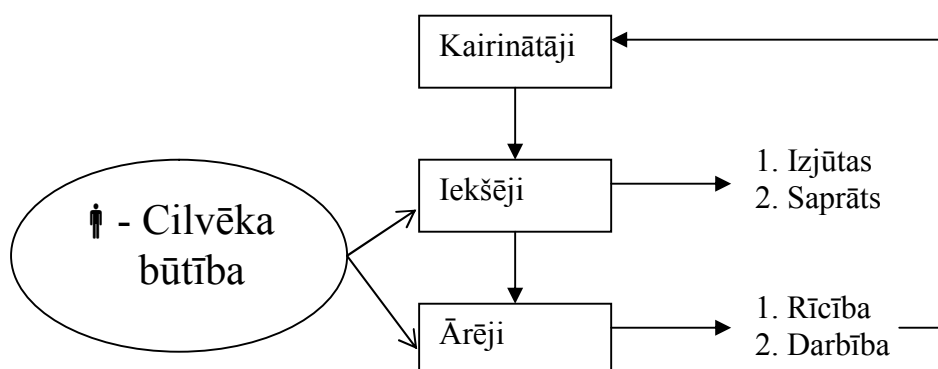 Kairinātāji
Iekšēji
1. Izjūtas
2. Saprāts
- Cilvēka
būtība
Ārēji
1. Rīcība
2. Darbība